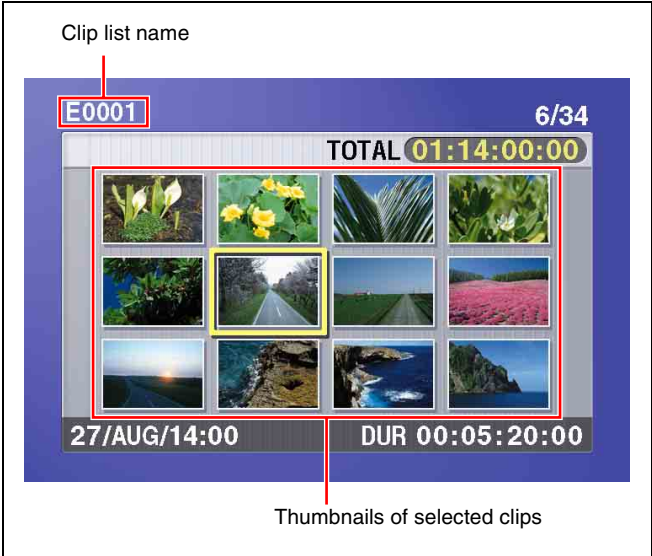 Clip list name
E0001
6/34
TOTAL 01:14:00:00
27/AUG/14:00
DUR 00:05:20:00
Thumbnails of selected clips